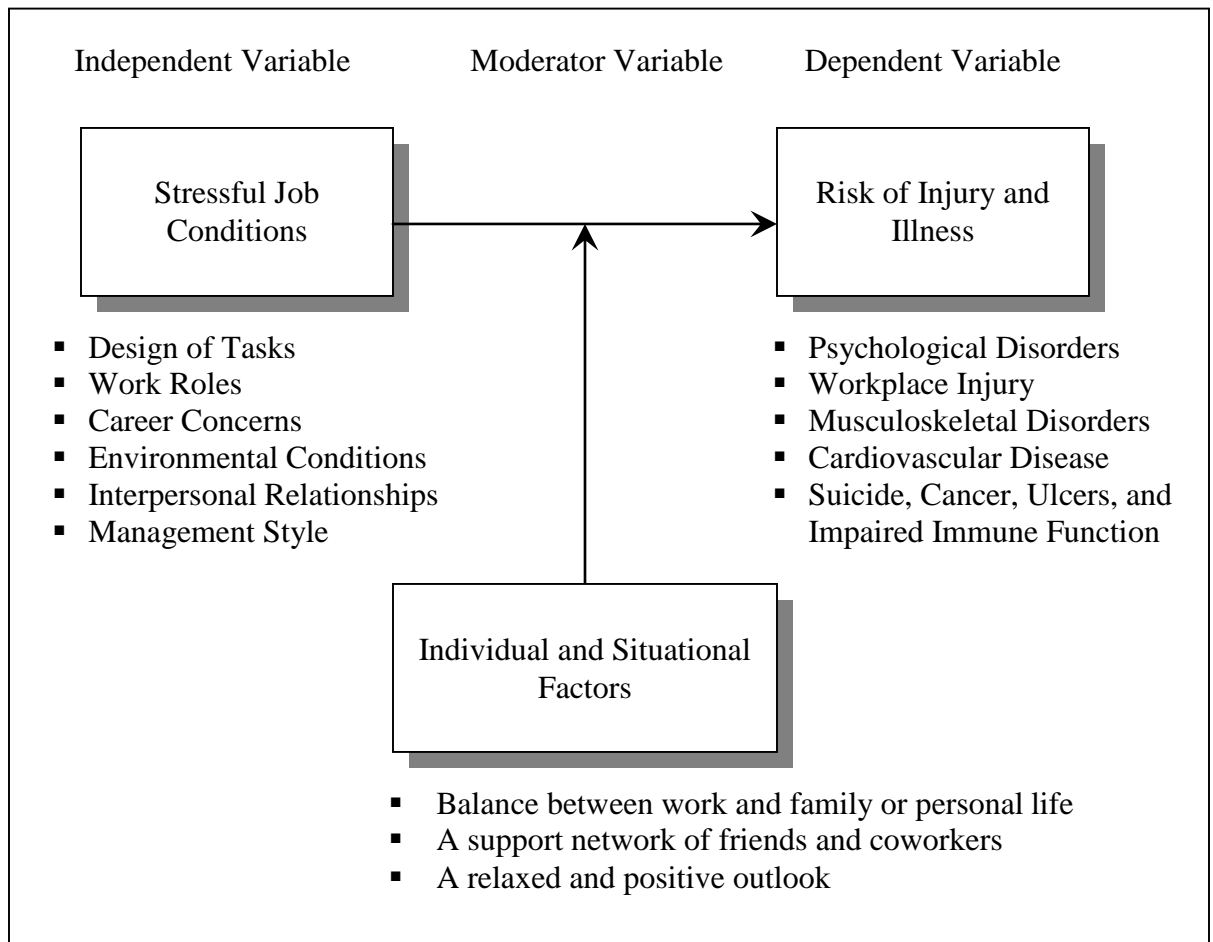 Independent Variable
Moderator Variable
Dependent Variable
Stressful Job
Conditions
Risk of Injury and
Illness
▪ Design of Tasks
▪ Work Roles
▪ Career Concerns
▪ Environmental Conditions
▪ Interpersonal Relationships
▪ Management Style
▪ Psychological Disorders
▪ Workplace Injury
▪ Musculoskeletal Disorders
▪ Cardiovascular Disease
▪ Suicide, Cancer, Ulcers, and
Impaired Immune Function
Individual and Situational
Factors
▪ Balance between work and family or personal life
▪ A support network of friends and coworkers
▪ A relaxed and positive outlook